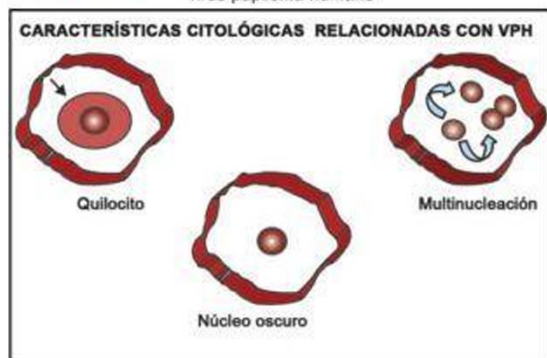 CARACTERÍSTICAS CITOLÓGICAS RELACIONADAS CON VPH
Quilocito
Multinucleación
Núcleo oscuro